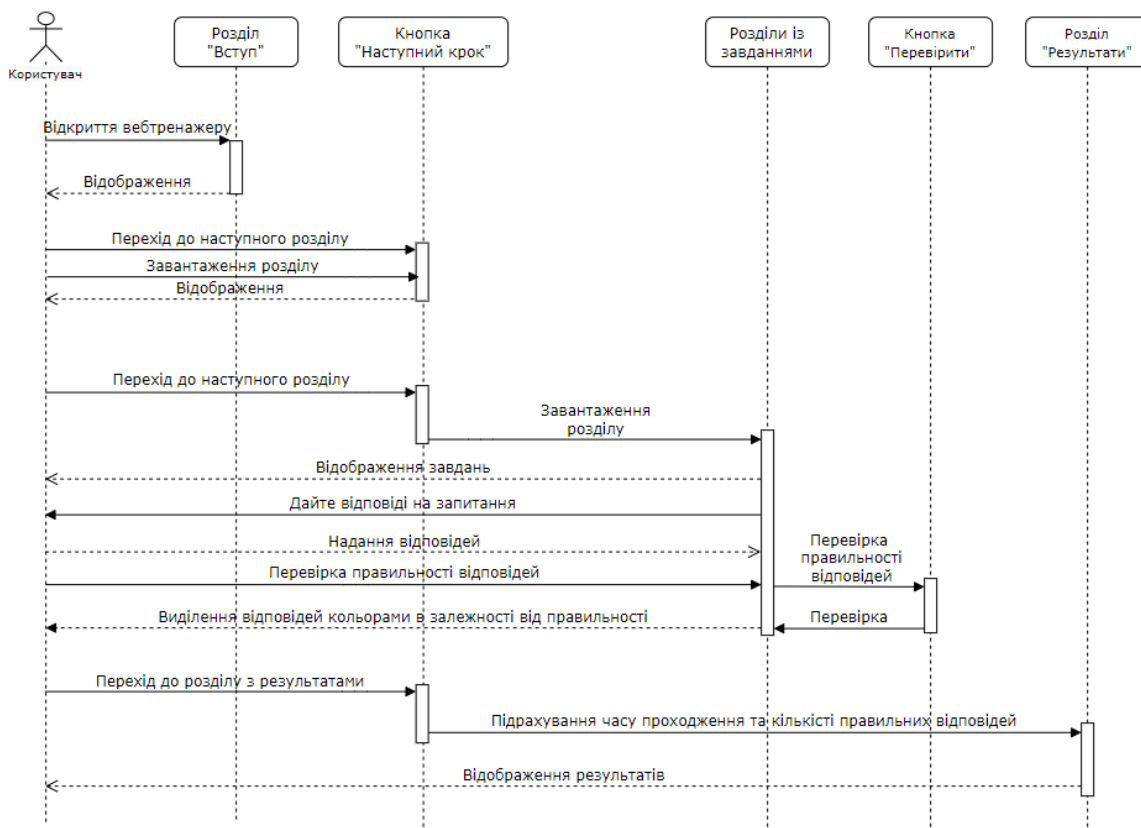 Користувач
Розділ
"Вступ"
Кнопка
"Наступний крок"
Розділи із
завданнями
Кнопка
"Перевірити"
Розділ
"Результати"
Відкриття вебтренажеру
Відображення
Перехід до наступного розділу
Завантаження розділу
Відображення
Перехід до наступного розділу
Завантаження
розділу
Відображення завдань
Дайте відповіді на запитання
Надання відповідей
Перевірка
правильності
відповідей
Перевірка правильності відповідей
Виділення відповідей кольорами в залежності від правильності
Перевірка
Перехід до розділу з результатами
Підрахування часу проходження та кількісті правильних відповідей
Відображення результатів